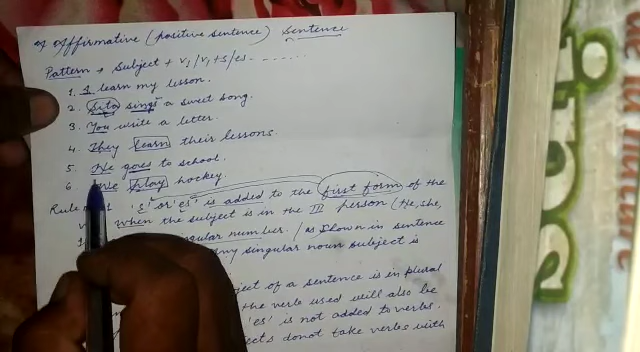 Affirmative (positive sentence) Sentence
Pattern → Subject + V1/V1+s/es- - - - - - -
1. I learn my lesson.
2. Sita sings a sweet song.
3. You write a letter.
4. They learn their lessons.
5. He goes to school.
6. We play hockey.
Rule 's' or 'es' is added to the first form of the
when the subject is in the III person (He, she,
singular number. / as shown in sentence
any singular noun subject is
of a sentence is in plural
the verb used will also be
'es' is not added to verbs.
donot take verbs with